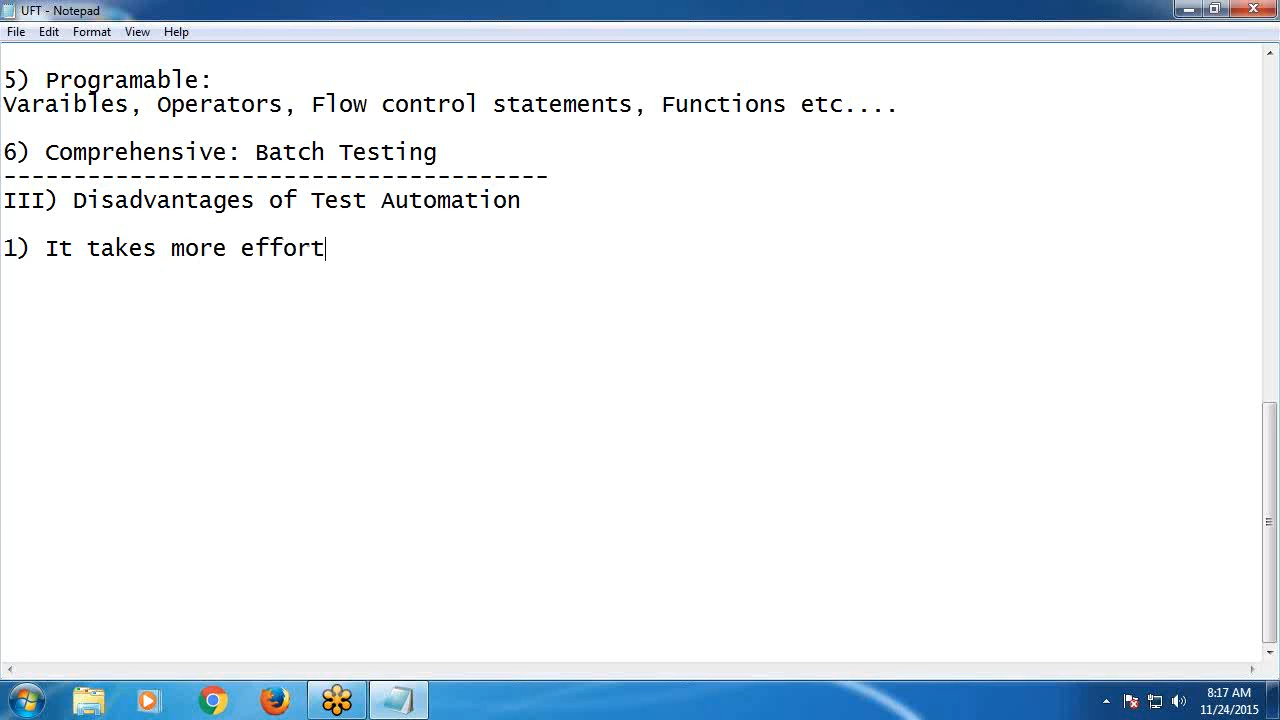 UFT - Notepad
File Edit Format View Help
5) Programable:
Varaibles, Operators, Flow control statements, Functions etc....
6) Comprehensive: Batch Testing
---------------------------------------
III) Disadvantages of Test Automation
1) It takes more effort
8:17 AM
11/24/2015